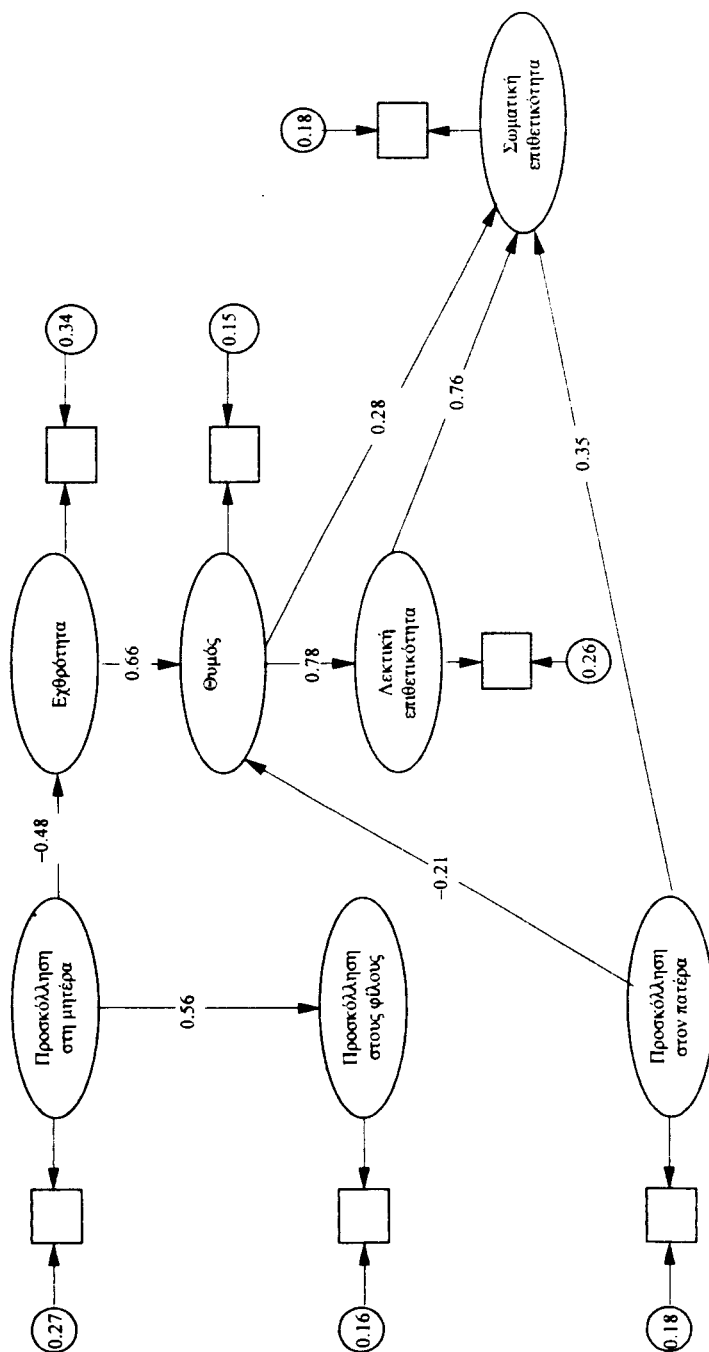 0.27
Προσκόλληση
στη μητέρα
−0.48
Εχθρότητα
0.34
0.66
0.56
Θυμός
0.15
0.78
0.18
0.16
Προσκόλληση
στους φίλους
0.28
Λεκτική
επιθετικότητα
−0.21
0.76
Σωματική
επιθετικότητα
0.35
0.26
0.18
Προσκόλληση
στον πατέρα